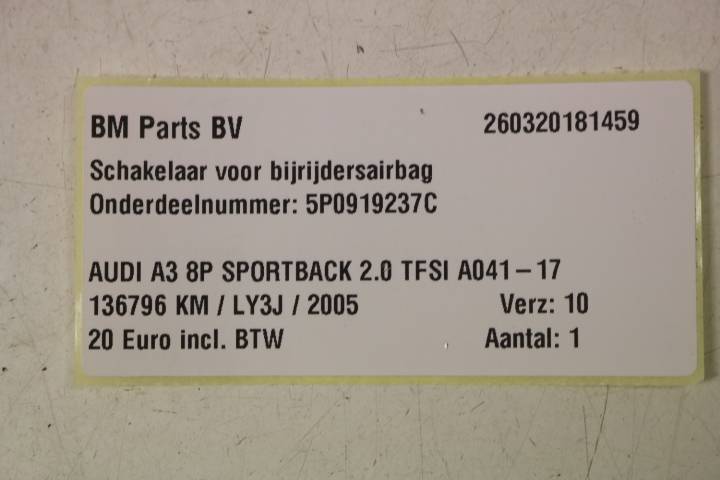 BM Parts BV 260320181459
Schakelaar voor bijrijdersairbag
Onderdeelnummer: 5P0919237C
AUDI A3 8P SPORTBACK 2.0 TFSI A041-17
136796 KM / LY3J / 2005 Verz: 10
20 Euro incl. BTW Aantal: 1